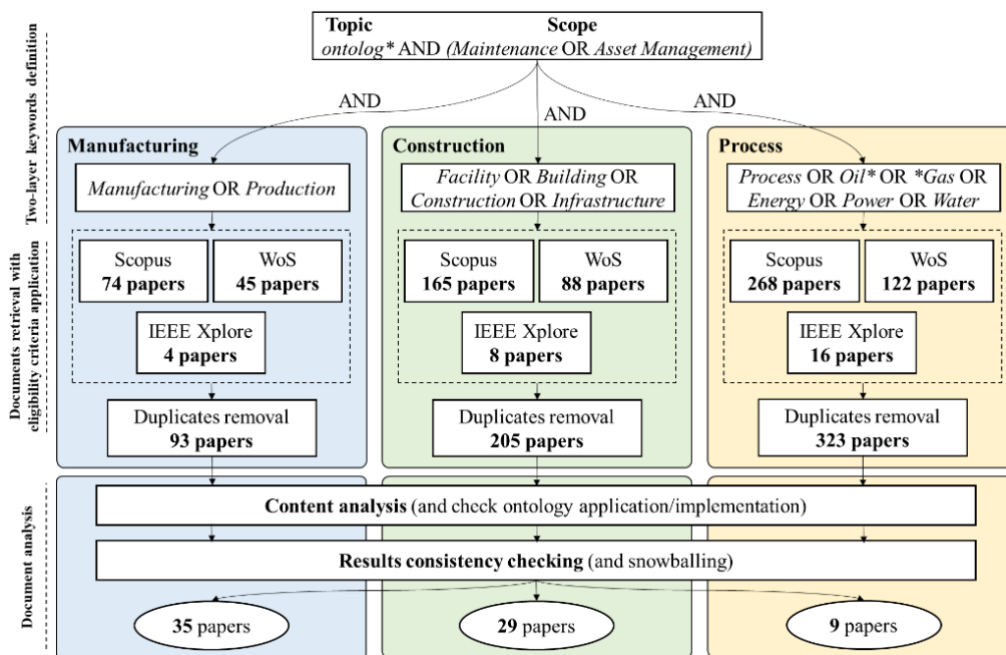 Topic Scope
ontolog* AND (Maintenance OR Asset Management)
Two-layer keywords definition
AND
AND
AND
Manufacturing
Construction
Process
Manufacturing OR Production
Facility OR Building OR
Construction OR Infrastructure
Process OR Oil* OR *Gas OR
Energy OR Power OR Water
Documents retrieval with
eligibility criteria application
Scopus
74 papers
WoS
45 papers
IEEE Xplore
4 papers
Scopus
165 papers
WoS
88 papers
IEEE Xplore
8 papers
Scopus
268 papers
WoS
122 papers
IEEE Xplore
16 papers
Duplicates removal
93 papers
Duplicates removal
205 papers
Duplicates removal
323 papers
Document analysis
Content analysis (and check ontology application/implementation)
Results consistency checking (and snowballing)
35 papers
29 papers
9 papers